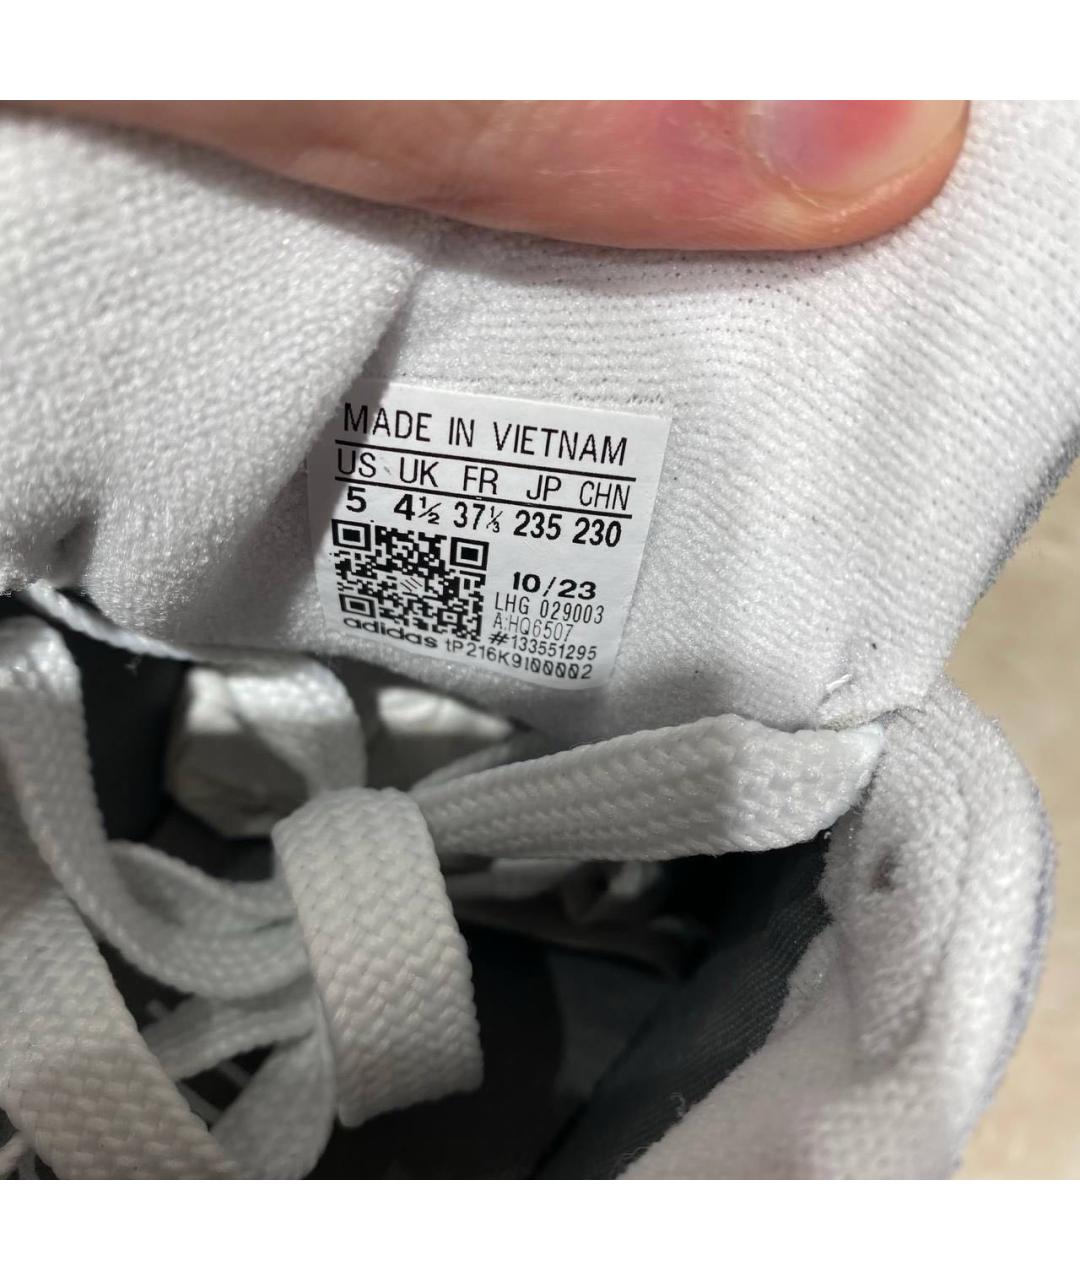 MADE IN VIETNAM
US UK FR JP CHN
5 4½ 37⅓ 235 230
10/23
LHG 029003
A:HQ6507
#133551295
adidas tP216K9I00002